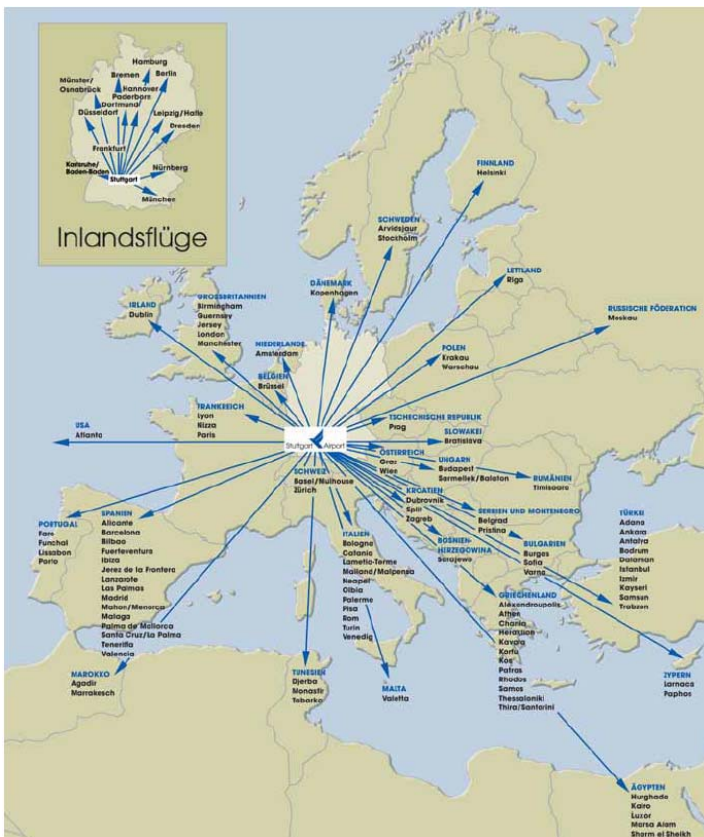 Hamburg
Bremen
Berlin
Münster/
Osnabrück
Hannover
Paderborn
Dortmund
Düsseldorf
Leipzig/Halle
Dresden
Frankfurt
Karlsruhe/
Baden-Baden
Stuttgart
Nürnberg
München
Inlandsflüge
FINNLAND
Helsinki
SCHWEDEN
Arvidsjaur
Stockholm
LETTLAND
Riga
DÄNEMARK
Kopenhagen
RUSSISCHE FÖDERATION
Moskau
IRLAND
Dublin
GROSSBRITANNIEN
Birmingham
Guernsey
Jersey
London
Manchester
NIEDERLANDE
Amsterdam
POLEN
Krakau
Warschau
BELGIEN
Brüssel
FRANKREICH
Lyon
Nizza
Paris
USA
Atlanta
Stuttgart Airport
TSCHECHISCHE REPUBLIK
Prag
SLOWAKEI
Bratislava
ÖSTERREICH
Graz
Wien
UNGARN
Budapest
Sarmellek/Balaton
RUMÄNIEN
Timisoara
SCHWEIZ
Basel/Mulhouse
Zürich
KROATIEN
Dubrovnik
Split
Zagreb
SERBIEN UND MONTENEGRO
Belgrad
Pristina
BOSNIEN-
HERZEGOWINA
Sarajewo
BULGARIEN
Burgas
Sofia
Varna
TÜRKEI
Adana
Ankara
Antalya
Bodrum
Dalaman
Istanbul
Izmir
Kayseri
Samsun
Trabzon
PORTUGAL
Faro
Funchal
Lissabon
Porto
SPANIEN
Alicante
Barcelona
Bilbao
Fuerteventura
Ibiza
Jerez de la Frontera
Lanzarote
Las Palmas
Madrid
Mahon/Menorca
Malaga
Palma de Mallorca
Santa Cruz/La Palma
Teneriffa
Valencia
ITALIEN
Bologna
Catania
Lametia-Terme
Mailand/Malpensa
Neapel
Olbia
Palermo
Pisa
Rom
Turin
Venedig
GRIECHENLAND
Alexandroupolis
Athen
Chania
Heraklion
Kavala
Korfu
Kos
Patras
Rhodos
Samos
Thessaloniki
Thira/Santorini
MAROKKO
Agadir
Marrakesch
TUNESIEN
Djerba
Monastir
Tabarka
MALTA
Valetta
ZYPERN
Larnaca
Paphos
ÄGYPTEN
Hurghada
Kairo
Luxor
Marsa Alam
Sharm el Sheikh